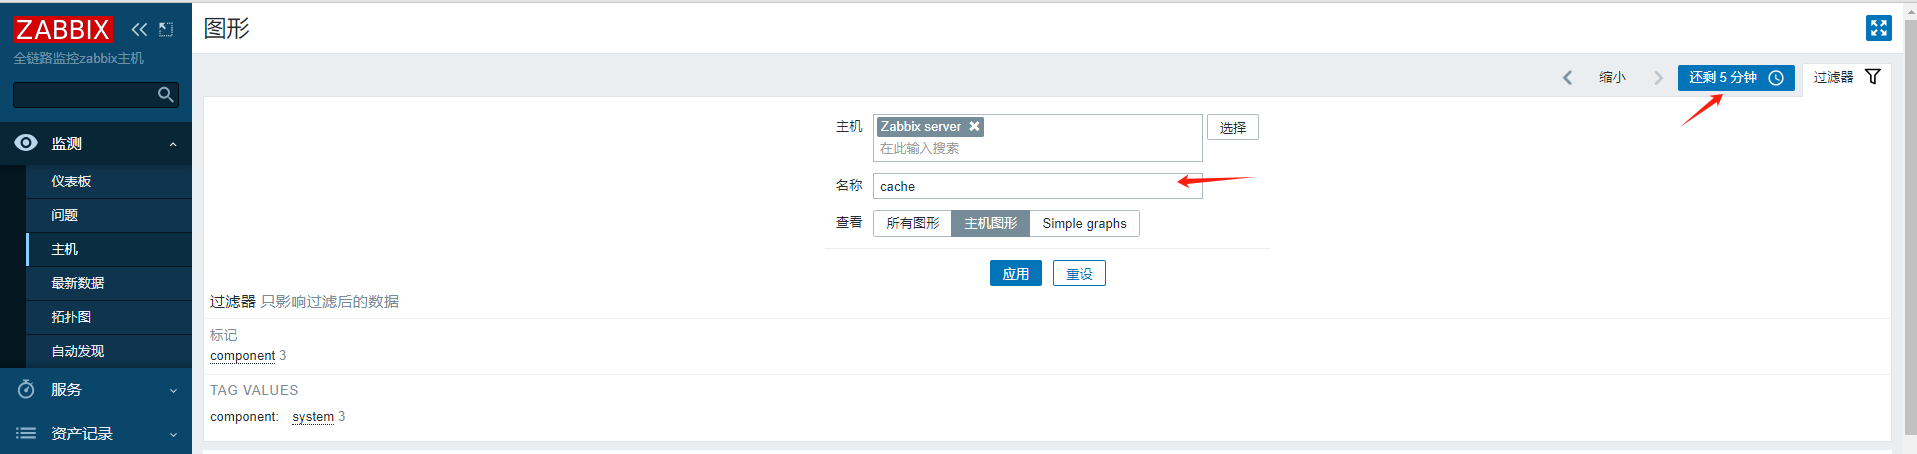 ZABBIX
全链路监控zabbix主机
监测
仪表板
问题
主机
最新数据
拓扑图
自动发现
服务
资产记录
图形
缩小
还剩 5 分钟
过滤器
主机
Zabbix server
在此输入搜索
选择
名称
cache
查看
所有图形
主机图形
Simple graphs
应用
重设
过滤器 只影响过滤后的数据
标记
component 3
TAG VALUES
component: system 3